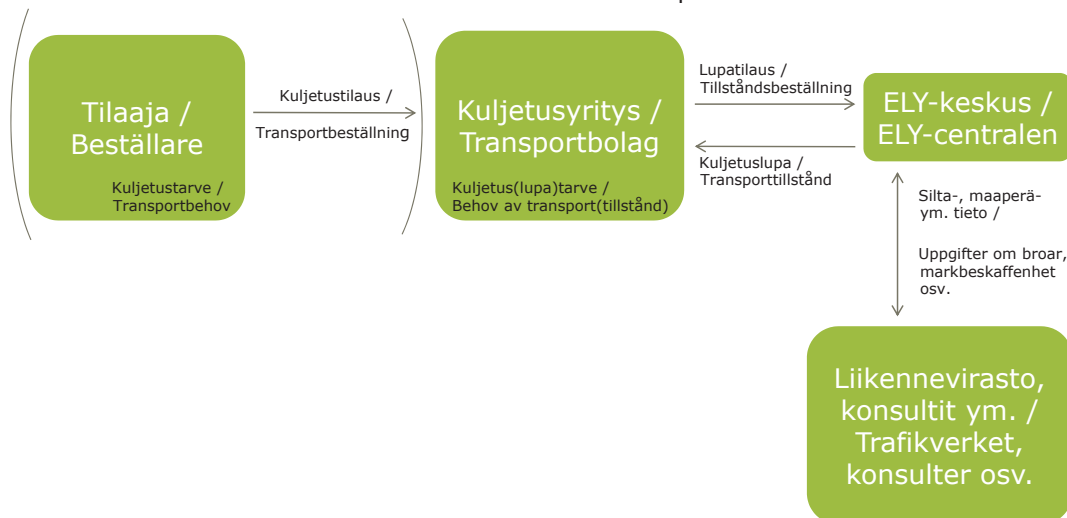 Tilaaja /
Beställare
Kuljetustarve /
Transportbehov
Kuljetustilaus /
Transportbeställning
Kuljetusyritys /
Transportbolag
Kuljetus(lupa)tarve /
Behov av transport(tillstånd)
Lupatilaus /
Tillståndsbeställning
Kuljetuslupa /
Transporttillstånd
ELY-keskus /
ELY-centralen
Silta-, maaperä-
ym. tieto /
Uppgifter om broar,
markbeskaffenhet
osv.
Liikennevirasto,
konsultit ym. /
Trafikverket,
konsulter osv.